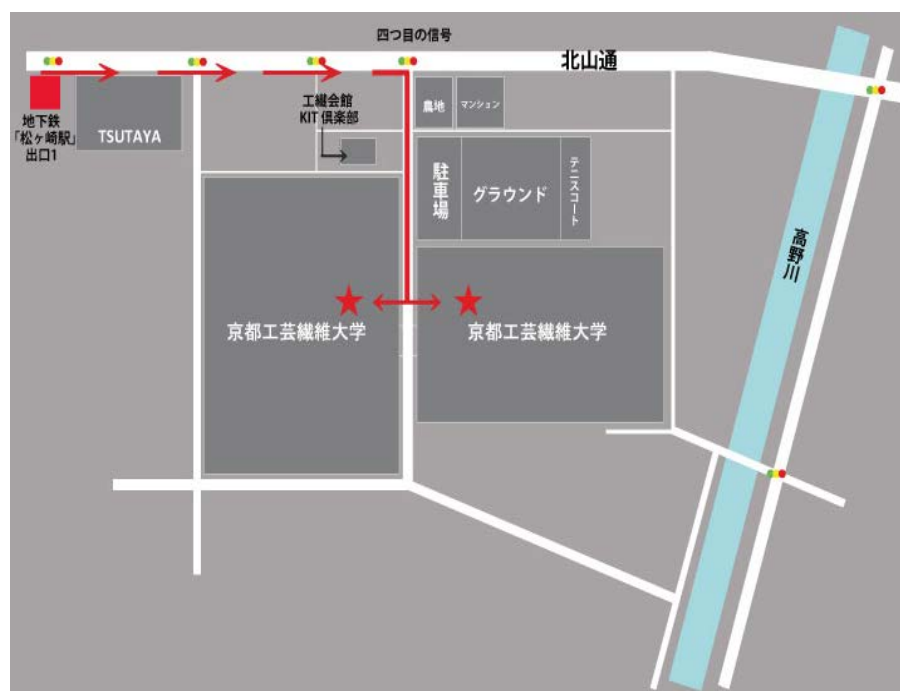 四つ目の信号
北山通
地下鉄
「松ヶ崎駅」
出口1
TSUTAYA
工繊会館
KIT 倶楽部
農地
マンション
駐車場
グラウンド
テニスコート
高野川
京都工芸繊維大学
京都工芸繊維大学